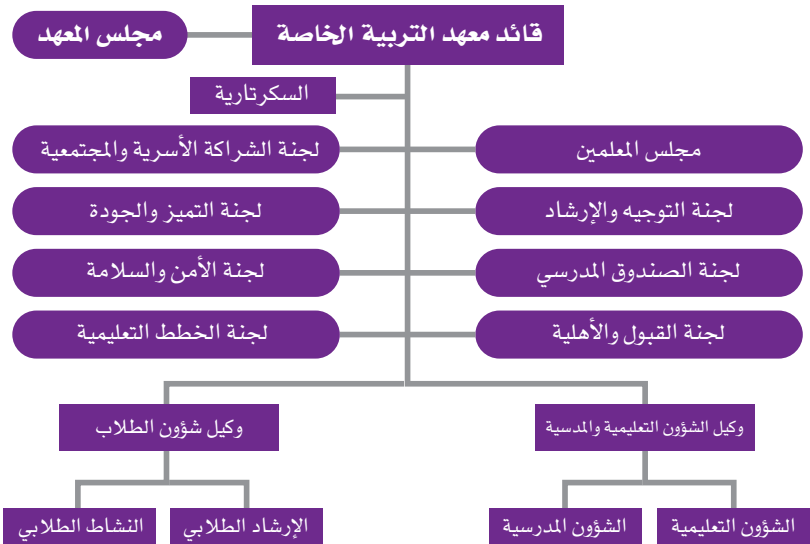 قائد معهد التربية الخاصة
مجلس المعهد
السكرتارية
مجلس المعلمين
لجنة الشراكة الأسرية والمجتمعية
لجنة التوجيه والإرشاد
لجنة التميز والجودة
لجنة الصندوق المدرسي
لجنة الأمن والسلامة
لجنة القبول والأهلية
لجنة الخطط التعليمية
وكيل الشؤون التعليمية والمدسية
وكيل شؤون الطلاب
الشؤون التعليمية
الشؤون المدرسية
الإرشاد الطلابي
النشاط الطلابي